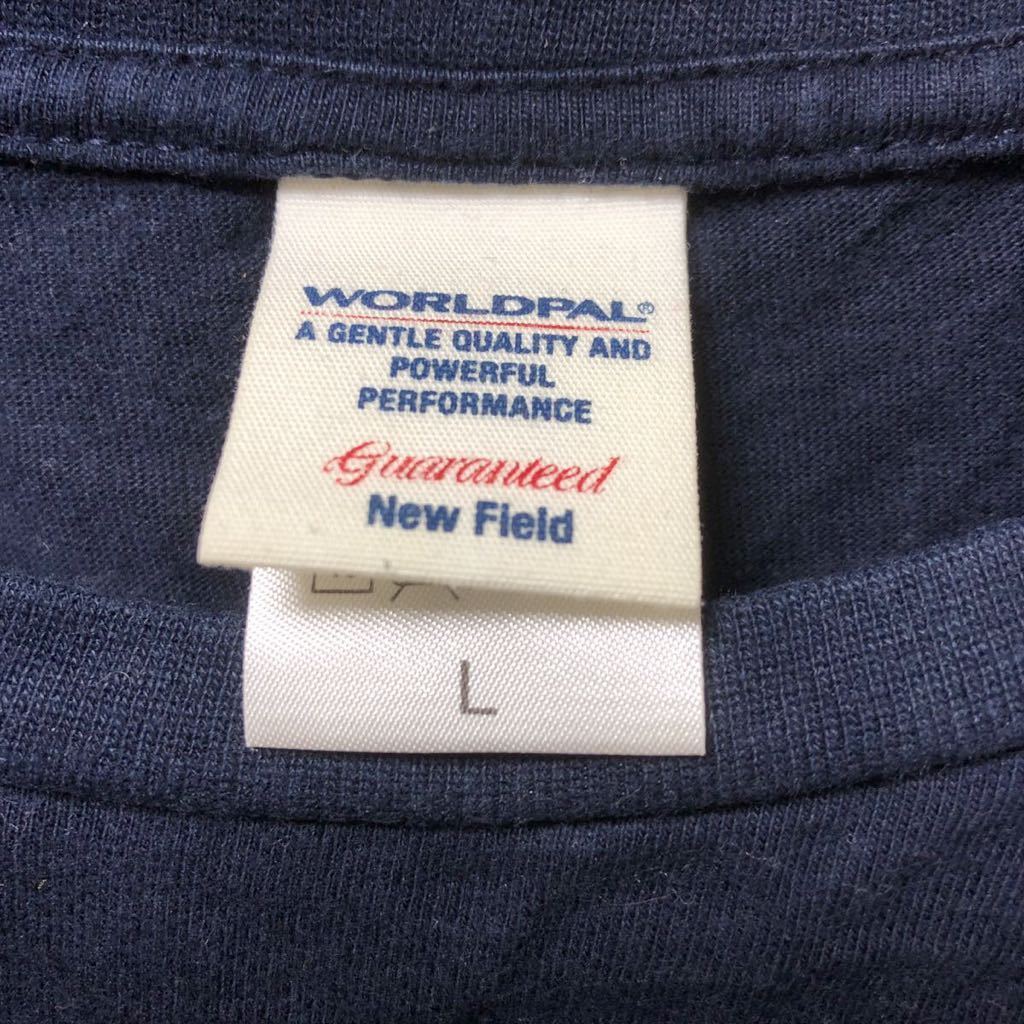 WORLDPAL®
A GENTLE QUALITY AND
POWERFUL
PERFORMANCE
Guaranteed
New Field
L